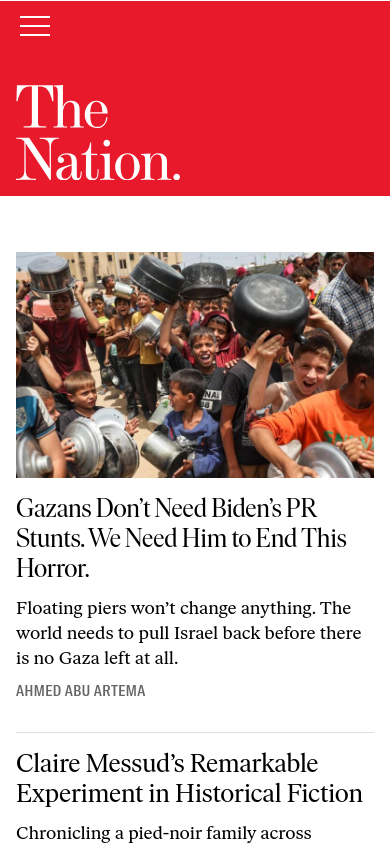 The
Nation.
Gazans Don’t Need Biden’s PR
Stunts. We Need Him to End This
Horror.
Floating piers won’t change anything. The
world needs to pull Israel back before there
is no Gaza left at all.
AHMED ABU ARTEMA
Claire Messud’s Remarkable
Experiment in Historical Fiction
Chronicling a pied-noir family across